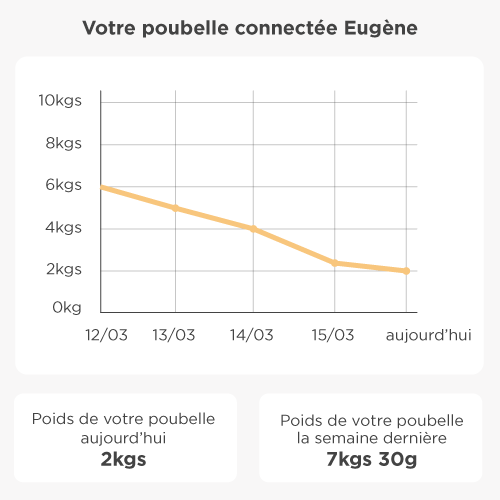 Votre poubelle connectée Eugène
10kgs
8kgs
6kgs
4kgs
2kgs
0kg
12/03 13/03 14/03 15/03 aujourd'hui
Poids de votre poubelle
aujourd'hui
2kgs
Poids de votre poubelle
la semaine dernière
7kgs 30g